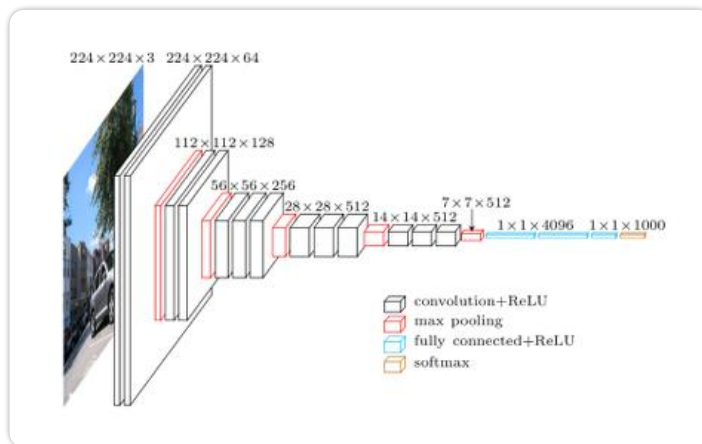 224×224×3
224×224×64
112×112×128
56×56×256
28×28×512
14×14×512
7×7×512
1×1×4096
1×1×1000
convolution+ReLU
max pooling
fully connected+ReLU
softmax